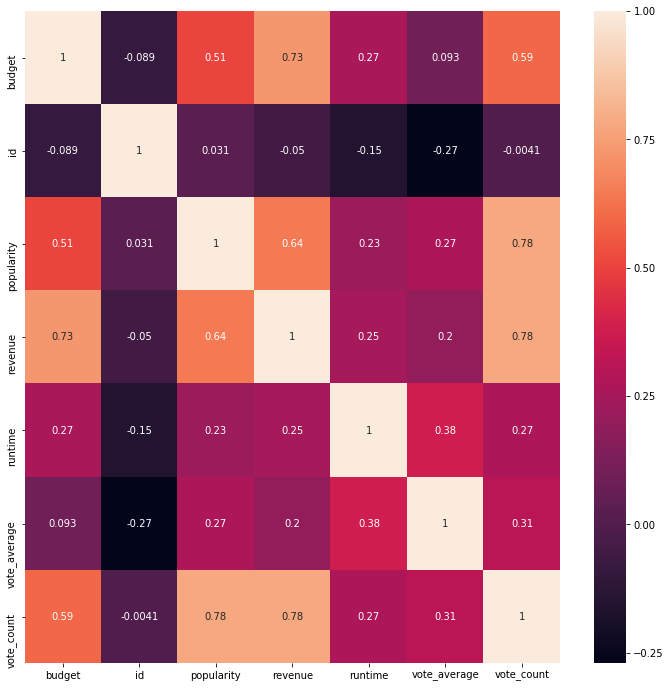 budget 1 -0.089 0.51 0.73 0.27 0.093 0.59
id -0.089 1 0.031 -0.05 -0.15 -0.27 -0.0041
popularity 0.51 0.031 1 0.64 0.23 0.27 0.78
revenue 0.73 -0.05 0.64 1 0.25 0.2 0.78
runtime 0.27 -0.15 0.23 0.25 1 0.38 0.27
vote_average 0.093 -0.27 0.27 0.2 0.38 1 0.31
vote_count 0.59 -0.0041 0.78 0.78 0.27 0.31 1
budget id popularity revenue runtime vote_average vote_count
1.00
0.75
0.50
0.25
0.00
-0.25